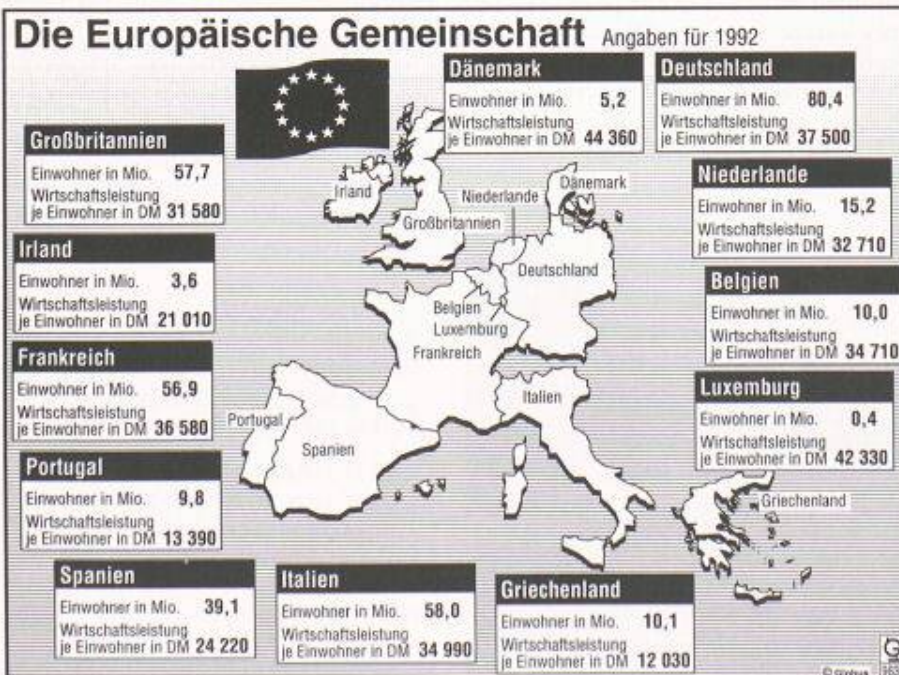 Die Europäische Gemeinschaft Angaben für 1992
Dänemark
Einwohner in Mio. 5,2
Wirtschaftsleistung
je Einwohner in DM 44 360
Deutschland
Einwohner in Mio. 80,4
Wirtschaftsleistung
je Einwohner in DM 37 500
Großbritannien
Einwohner in Mio. 57,7
Wirtschaftsleistung
je Einwohner in DM 31 580
Niederlande
Einwohner in Mio. 15,2
Wirtschaftsleistung
je Einwohner in DM 32 710
Irland
Einwohner in Mio. 3,6
Wirtschaftsleistung
je Einwohner in DM 21 010
Belgien
Einwohner in Mio. 10,0
Wirtschaftsleistung
je Einwohner in DM 34 710
Frankreich
Einwohner in Mio. 56,9
Wirtschaftsleistung
je Einwohner in DM 36 580
Luxemburg
Einwohner in Mio. 0,4
Wirtschaftsleistung
je Einwohner in DM 42 330
Portugal
Einwohner in Mio. 9,8
Wirtschaftsleistung
je Einwohner in DM 13 390
Spanien
Einwohner in Mio. 39,1
Wirtschaftsleistung
je Einwohner in DM 24 220
Italien
Einwohner in Mio. 58,0
Wirtschaftsleistung
je Einwohner in DM 34 990
Griechenland
Einwohner in Mio. 10,1
Wirtschaftsleistung
je Einwohner in DM 12 030
Irland
Großbritannien
Niederlande
Dänemark
Deutschland
Belgien
Luxemburg
Frankreich
Italien
Portugal
Spanien
Griechenland